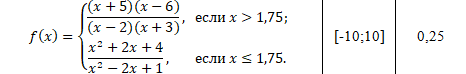 f(x) = { (x + 5)(x − 6) / (x − 2)(x + 3), если x > 1,75;
x² + 2x + 4 / x² − 2x + 1, если x ≤ 1,75.
[-10;10]
0,25